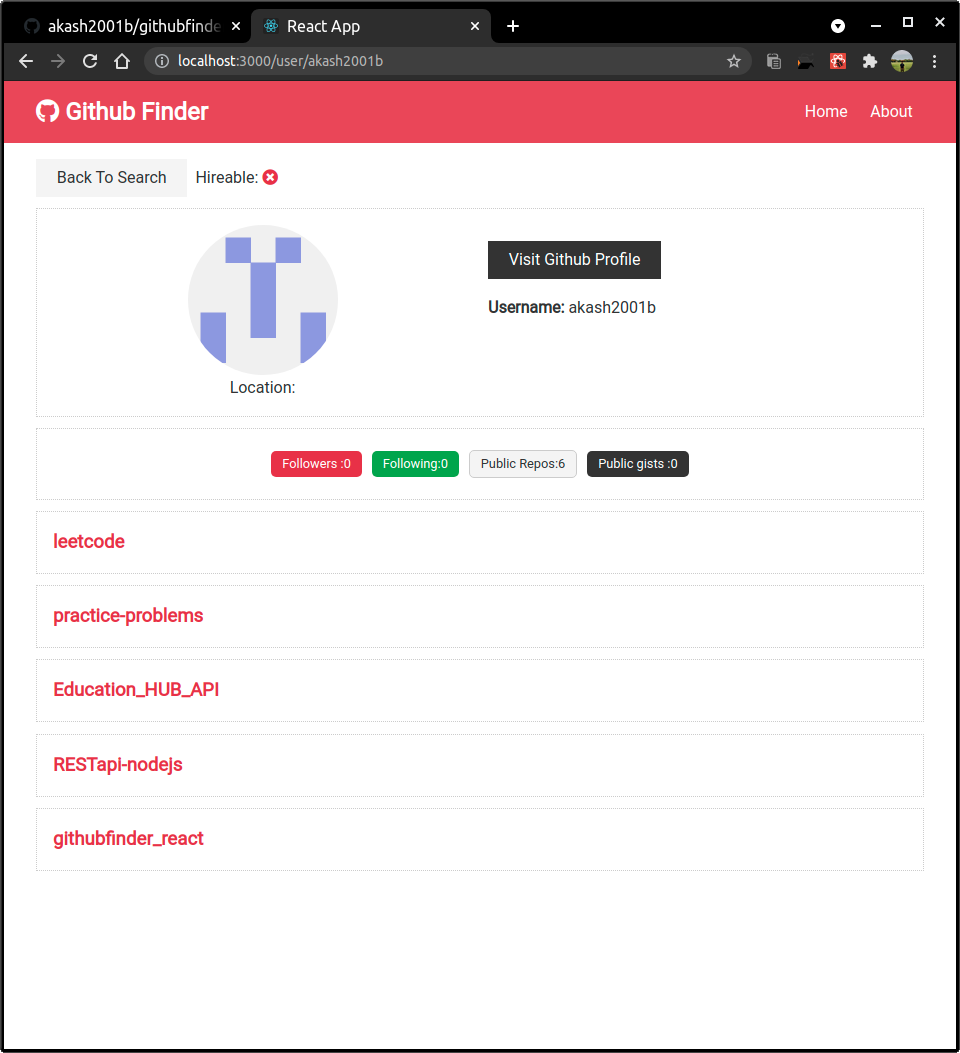 akash2001b/githubfinde
React App
localhost:3000/user/akash2001b
Github Finder
Home
About
Back To Search
Hireable:
Visit Github Profile
Username: akash2001b
Location:
Followers :0
Following:0
Public Repos:6
Public gists :0
leetcode
practice-problems
Education_HUB_API
RESTapi-nodejs
githubfinder_react